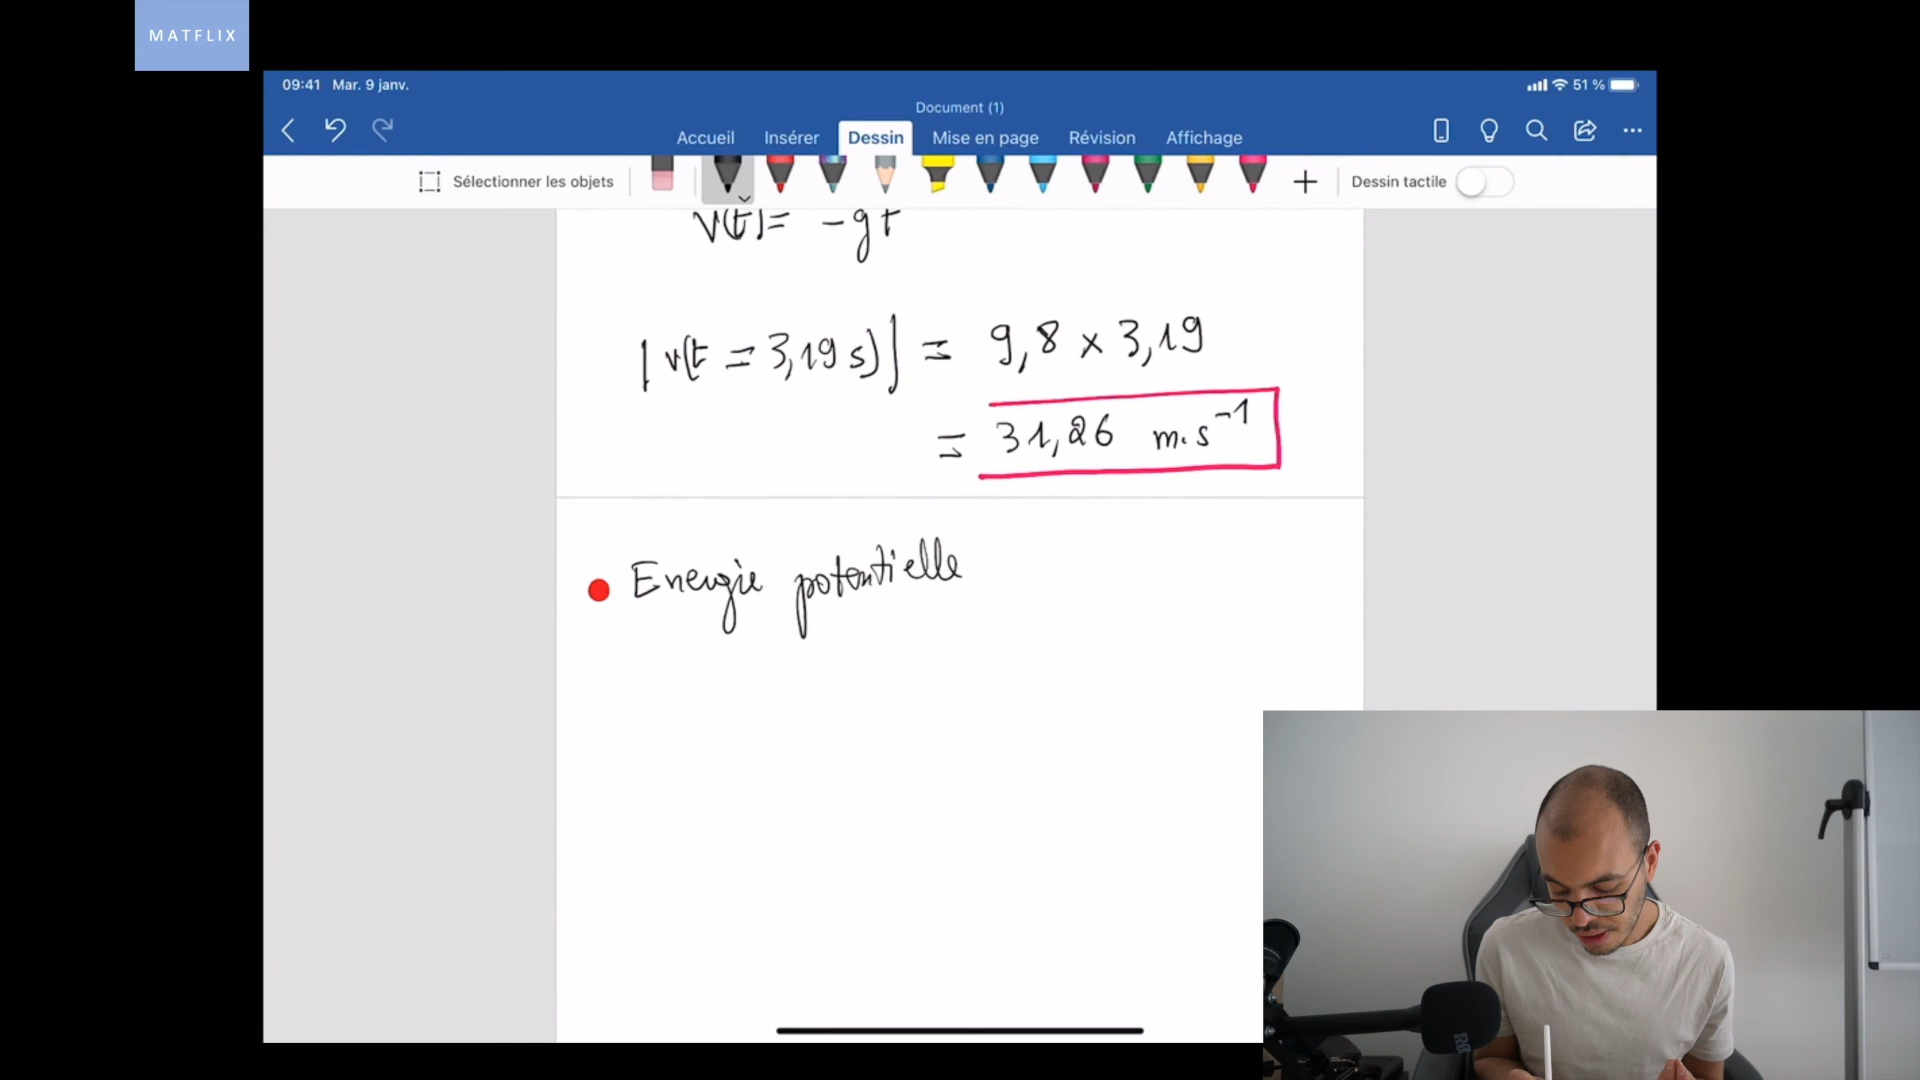 MATFLIX
09:41 Mar. 9 janv.
51 %
Document (1)
Accueil Insérer Dessin Mise en page Révision Affichage
Sélectionner les objets
Dessin tactile
v(t)= -gt
|v(t = 3,19 s)| = 9,8 × 3,19
= 31,26 m.s⁻¹
Energie potentielle
RØ